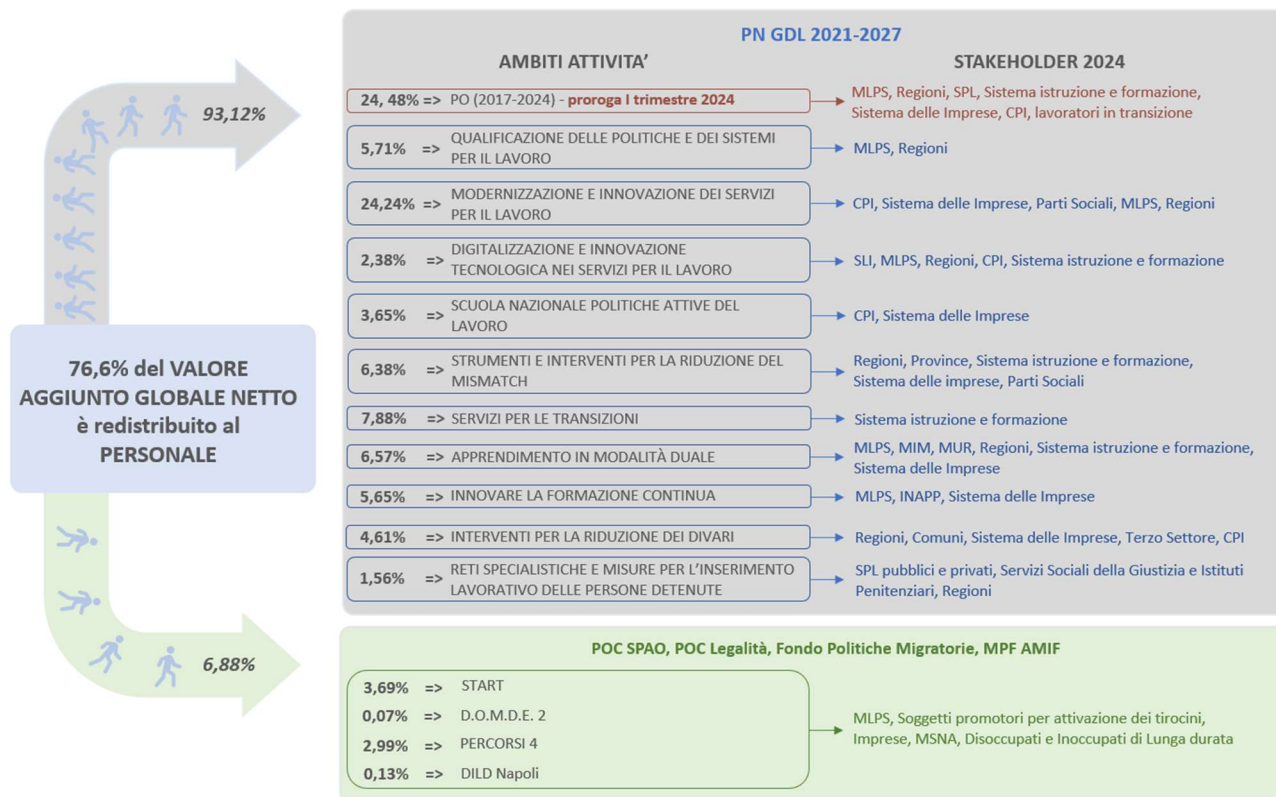 PN GDL 2021-2027
AMBITI ATTIVITA’
STAKEHOLDER 2024
93,12%
24, 48% => PO (2017-2024) - proroga I trimestre 2024
MLPS, Regioni, SPL, Sistema istruzione e formazione,
Sistema delle Imprese, CPI, lavoratori in transizione
5,71% => QUALIFICAZIONE DELLE POLITICHE E DEI SISTEMI
PER IL LAVORO
MLPS, Regioni
24,24% => MODERNIZZAZIONE E INNOVAZIONE DEI SERVIZI
PER IL LAVORO
CPI, Sistema delle Imprese, Parti Sociali, MLPS, Regioni
2,38% => DIGITALIZZAZIONE E INNOVAZIONE
TECNOLOGICA NEI SERVIZI PER IL LAVORO
SLI, MLPS, Regioni, CPI, Sistema istruzione e formazione
3,65% => SCUOLA NAZIONALE POLITICHE ATTIVE DEL
LAVORO
CPI, Sistema delle Imprese
76,6% del VALORE
AGGIUNTO GLOBALE NETTO
è redistribuito al
PERSONALE
6,38% => STRUMENTI E INTERVENTI PER LA RIDUZIONE DEL
MISMATCH
Regioni, Province, Sistema istruzione e formazione,
Sistema delle imprese, Parti Sociali
7,88% => SERVIZI PER LE TRANSIZIONI
Sistema istruzione e formazione
6,57% => APPRENDIMENTO IN MODALITÀ DUALE
MLPS, MIM, MUR, Regioni, Sistema istruzione e formazione,
Sistema delle Imprese
5,65% => INNOVARE LA FORMAZIONE CONTINUA
MLPS, INAPP, Sistema delle Imprese
4,61% => INTERVENTI PER LA RIDUZIONE DEI DIVARI
Regioni, Comuni, Sistema delle Imprese, Terzo Settore, CPI
1,56% => RETI SPECIALISTICHE E MISURE PER L’INSERIMENTO
LAVORATIVO DELLE PERSONE DETENUTE
SPL pubblici e privati, Servizi Sociali della Giustizia e Istituti
Penitenziari, Regioni
6,88%
POC SPAO, POC Legalità, Fondo Politiche Migratorie, MPF AMIF
3,69% => START
0,07% => D.O.M.D.E. 2
2,99% => PERCORSI 4
0,13% => DILD Napoli
MLPS, Soggetti promotori per attivazione dei tirocini,
Imprese, MSNA, Disoccupati e Inoccupati di Lunga durata